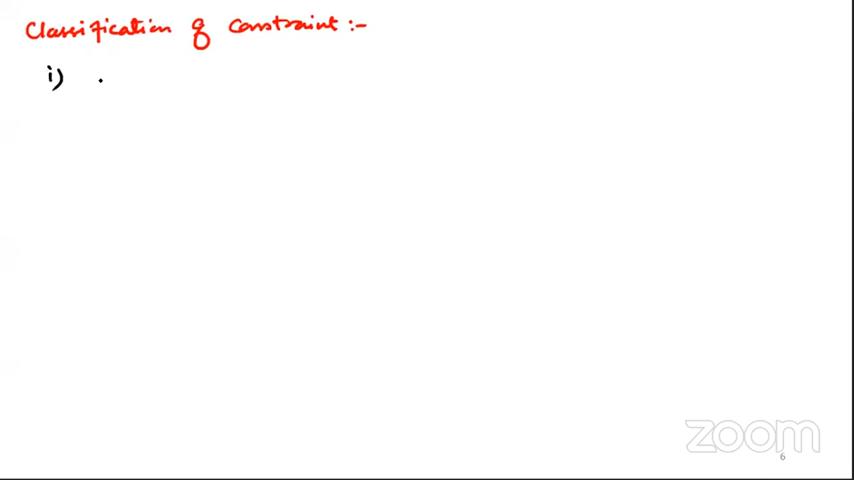 Classification of constraint :-
i) .
zoom
6